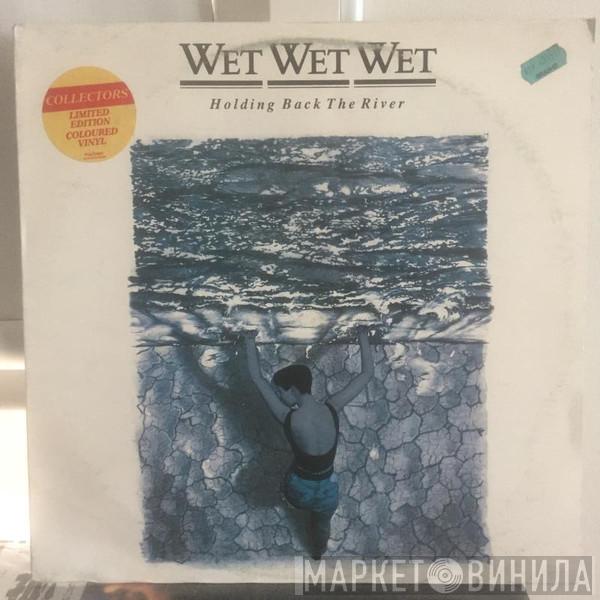 WET WET WET
Holding Back The River
COLLECTORS
LIMITED
EDITION
COLOURED
VINYL
МАРКЕТ ВИНИЛА